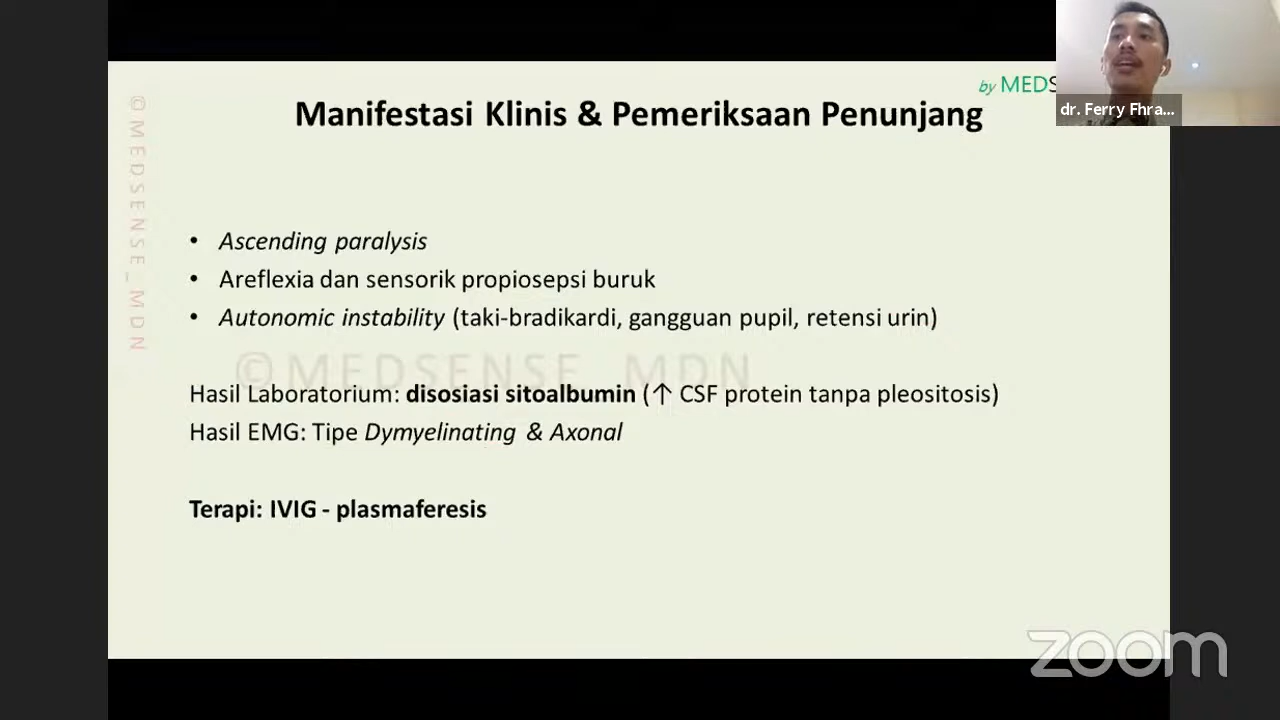 by MEDS
Manifestasi Klinis & Pemeriksaan Penunjang
dr. Ferry Fhra...
©MEDSENSE_MDN
• Ascending paralysis
• Areflexia dan sensorik propiosepsi buruk
• Autonomic instability (taki-bradikardi, gangguan pupil, retensi urin)
©MEDSENSE_MDN
Hasil Laboratorium: disosiasi sitoalbumin (↑ CSF protein tanpa pleositosis)
Hasil EMG: Tipe Dymyelinating & Axonal
Terapi: IVIG - plasmaferesis
zoom